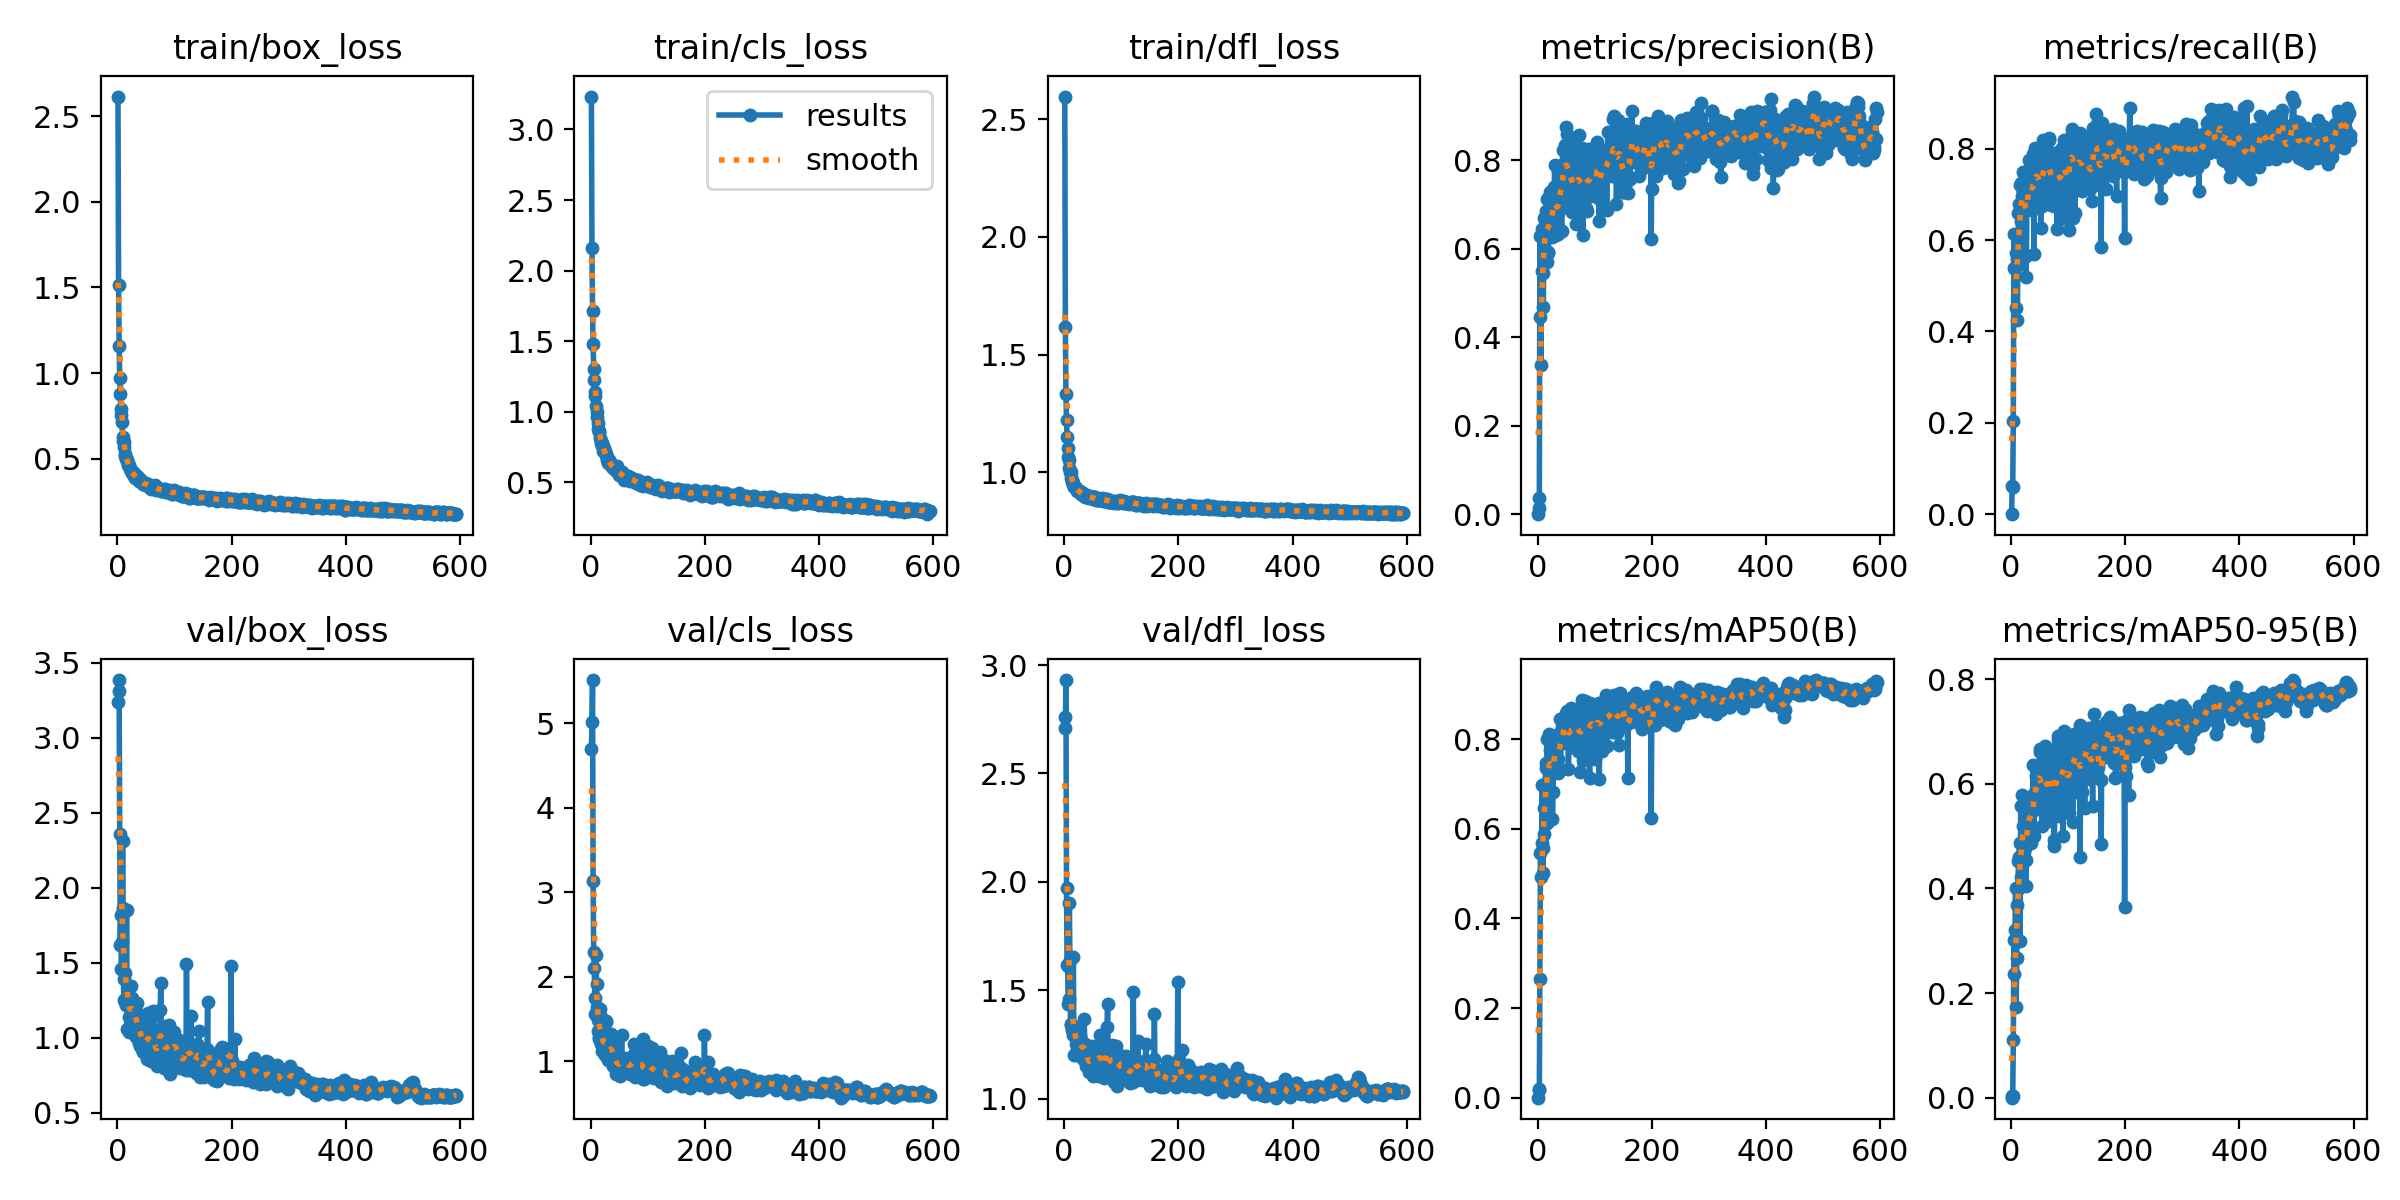 train/box_loss
train/cls_loss
train/dfl_loss
metrics/precision(B)
metrics/recall(B)
results
smooth
2.5
2.0
1.5
1.0
0.5
0 200 400 600
3.0
2.5
2.0
1.5
1.0
0.5
0 200 400 600
2.5
2.0
1.5
1.0
0 200 400 600
0.8
0.6
0.4
0.2
0.0
0 200 400 600
0.8
0.6
0.4
0.2
0.0
0 200 400 600
val/box_loss
val/cls_loss
val/dfl_loss
metrics/mAP50(B)
metrics/mAP50-95(B)
3.5
3.0
2.5
2.0
1.5
1.0
0.5
0 200 400 600
5
4
3
2
1
0 200 400 600
3.0
2.5
2.0
1.5
1.0
0 200 400 600
0.8
0.6
0.4
0.2
0.0
0 200 400 600
0.8
0.6
0.4
0.2
0.0
0 200 400 600